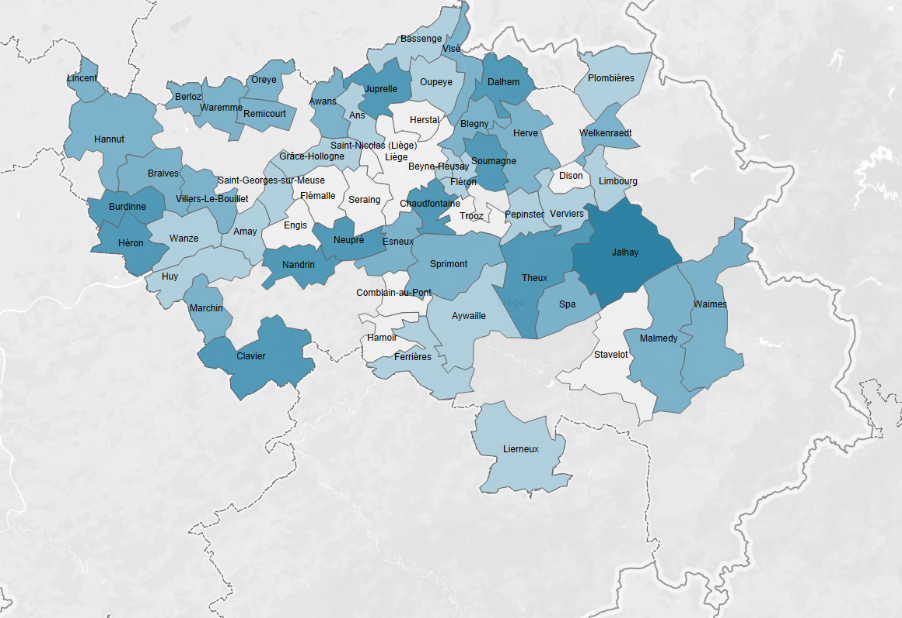 Bassenge
Visé
Lincent
Oreye
Juprelle
Oupeye
Dalhem
Plombières
Berloz
Waremme
Remicourt
Awans
Ans
Herstal
Blegny
Herve
Welkenraedt
Hannut
Saint-Nicolas (Liège)
Grâce-Hollogne
Liège
Beyne-Heusay
Soumagne
Braives
Saint-Georges-sur-Meuse
Fléron
Dison
Limbourg
Villers-Le-Bouillet
Flémalle
Seraing
Chaudfontaine
Burdinne
Trooz
Pepinster
Verviers
Engis
Amay
Wanze
Héron
Neupré
Esneux
Jalhay
Nandrin
Sprimont
Huy
Theux
Comblain-au-Pont
Liège
Spa
Waimes
Marchin
Aywaille
Hamoir
Malmedy
Clavier
Ferrières
Stavelot
Lierneux